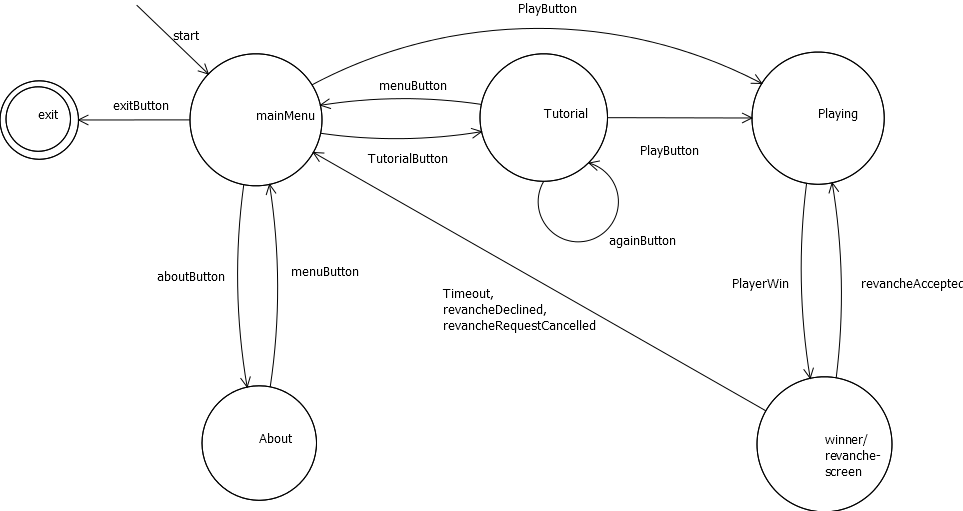 PlayButton
start
menuButton
exitButton
exit
mainMenu
Tutorial
Playing
TutorialButton
PlayButton
againButton
aboutButton
menuButton
Timeout,
revancheDeclined,
revancheRequestCancelled
PlayerWin
revancheAccepted
About
winner/
revanche-
screen